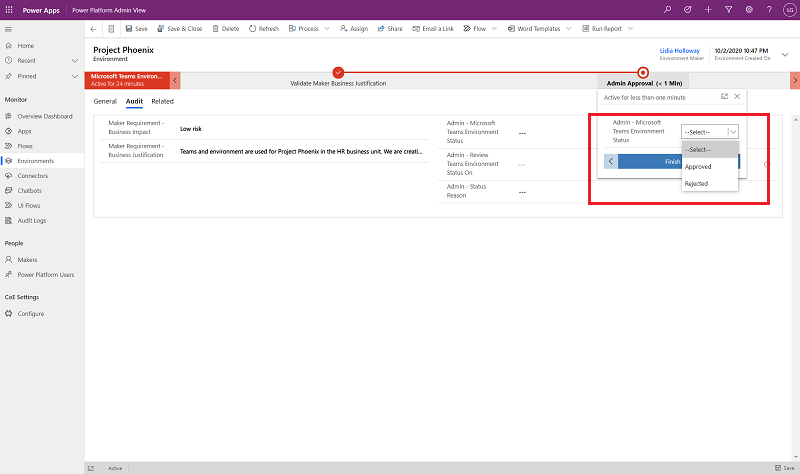 Power Apps | Power Platform Admin View
LG
Save Save & Close Delete Refresh Process Assign Share Email a Link Flow Word Templates Run Report
Home
Recent
Pinned
Monitor
Overview Dashboard
Apps
Flows
Environments
Connectors
Chatbots
UI Flows
Audit Logs
People
Makers
Power Platform Users
CoE Settings
Configure
Project Phoenix
Environment
Lidia Holloway
Environment Maker
10/2/2020 10:47 PM
Environment Created On
Microsoft Teams Environ...
Active for 24 minutes
Validate Maker Business Justification
Admin Approval (< 1 Min)
General Audit Related
Maker Requirement -
Business Impact
Low risk
Maker Requirement -
Business Justification
Teams and environment are used for Project Phoenix in the HR business unit. We are creati...
Admin - Microsoft
Teams Environment
Status
---
Admin - Review
Teams Environment
Status On
---
Admin - Status
Reason
---
Active for less than one minute
Admin - Microsoft
Teams Environment
Status
--Select--
--Select--
Approved
Rejected
Finish
Active
Save